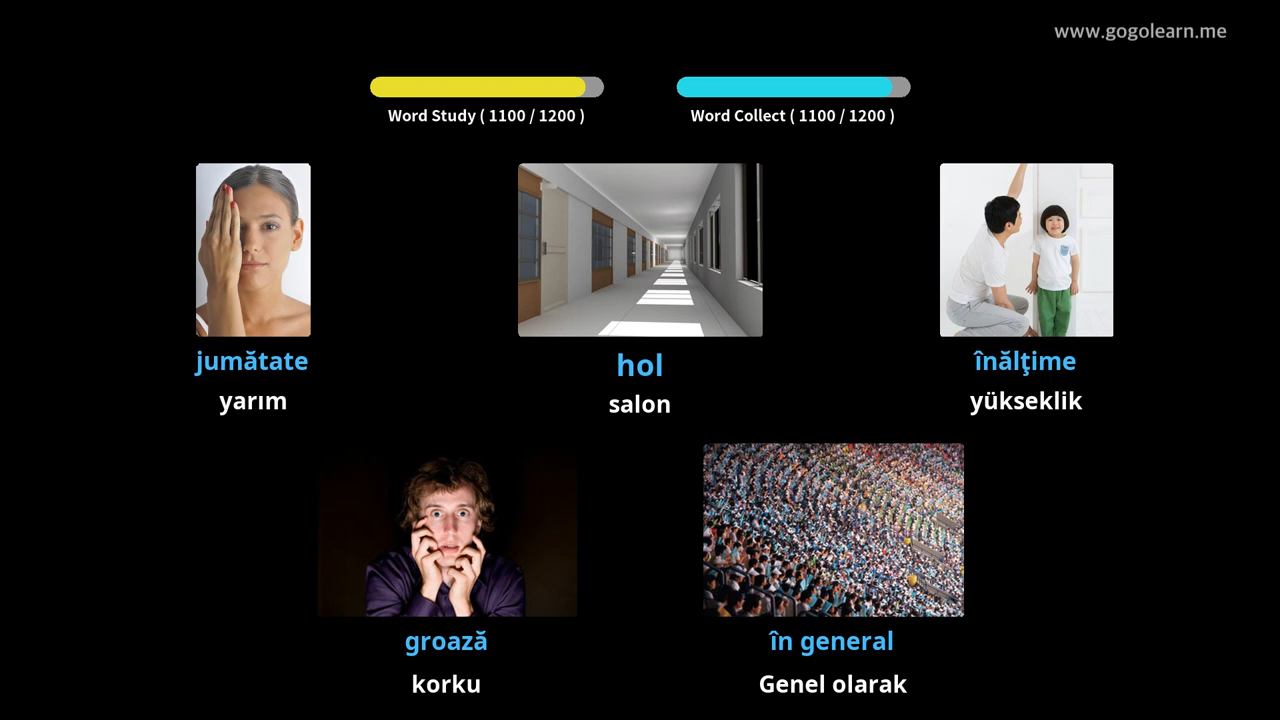 www.gogolearn.me
Word Study ( 1100 / 1200 )
Word Collect ( 1100 / 1200 )
jumătate
hol
înălţime
yarım
salon
yükseklik
groază
în general
korku
Genel olarak